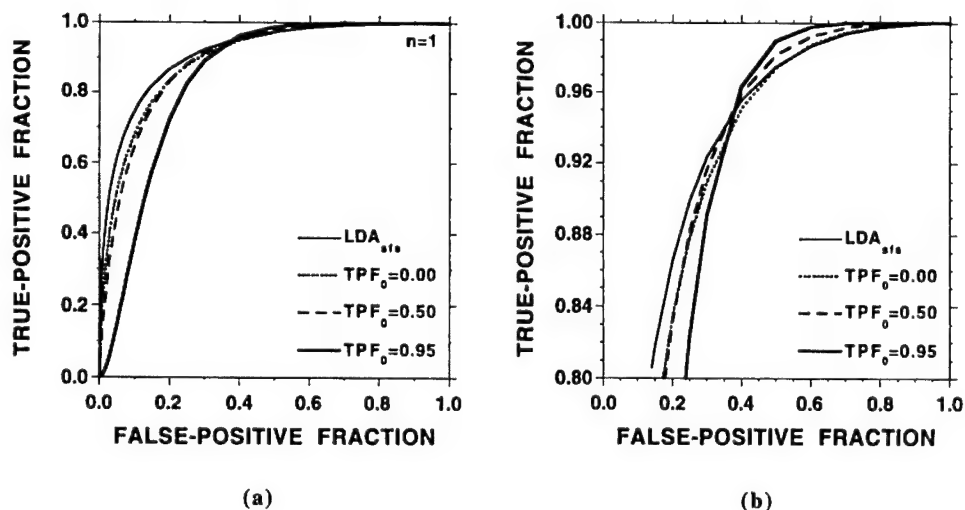 TRUE-POSITIVE FRACTION
1.0
0.8
0.6
0.4
0.2
0.0
n=1
LDAsfs
TPF0=0.00
TPF0=0.50
TPF0=0.95
0.0 0.2 0.4 0.6 0.8 1.0
FALSE-POSITIVE FRACTION
(a)
TRUE-POSITIVE FRACTION
1.00
0.96
0.92
0.88
0.84
0.80
LDAsfs
TPF0=0.00
TPF0=0.50
TPF0=0.95
0.0 0.2 0.4 0.6 0.8 1.0
FALSE-POSITIVE FRACTION
(b)